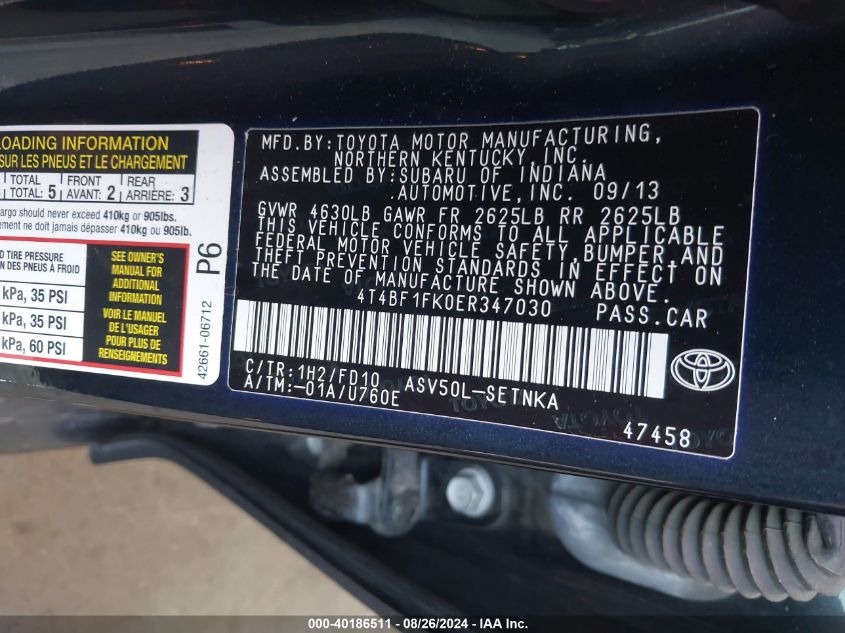 LOADING INFORMATION
SUR LES PNEUS ET LE CHARGEMENT
TOTAL FRONT REAR
TOTAL: 5 AVANT: 2 ARRIÈRE: 3
cargo should never exceed 410kg or 905lbs.
ne doit jamais dépasser 410kg or 905lb.
TIRE PRESSURE
DES PNEUS À FROID
kPa, 35 PSI
kPa, 35 PSI
kPa, 60 PSI
SEE OWNER'S
MANUAL FOR
ADDITIONAL
INFORMATION
VOIR LE MANUEL
DE L'USAGER
POUR PLUS DE
RENSEIGNEMENTS
P6
42661-06712
MFD.BY:TOYOTA MOTOR MANUFACTURING,
NORTHERN KENTUCKY, INC.
ASSEMBLED BY:SUBARU OF INDIANA
AUTOMOTIVE, INC. 09/13
GVWR 4630LB GAWR FR 2625LB RR 2625LB
THIS VEHICLE CONFORMS TO ALL APPLICABLE
FEDERAL MOTOR VEHICLE SAFETY, BUMPER, AND
THEFT PREVENTION STANDARDS IN EFFECT ON
THE DATE OF MANUFACTURE SHOWN ABOVE.
4T4BF1FK0ER347030 PASS.CAR
C/TR:1H2/FD10 ASV50L-SETNKA
A/TM:-01A/U760E
47458
000-40186511 - 08/26/2024 - IAA Inc.